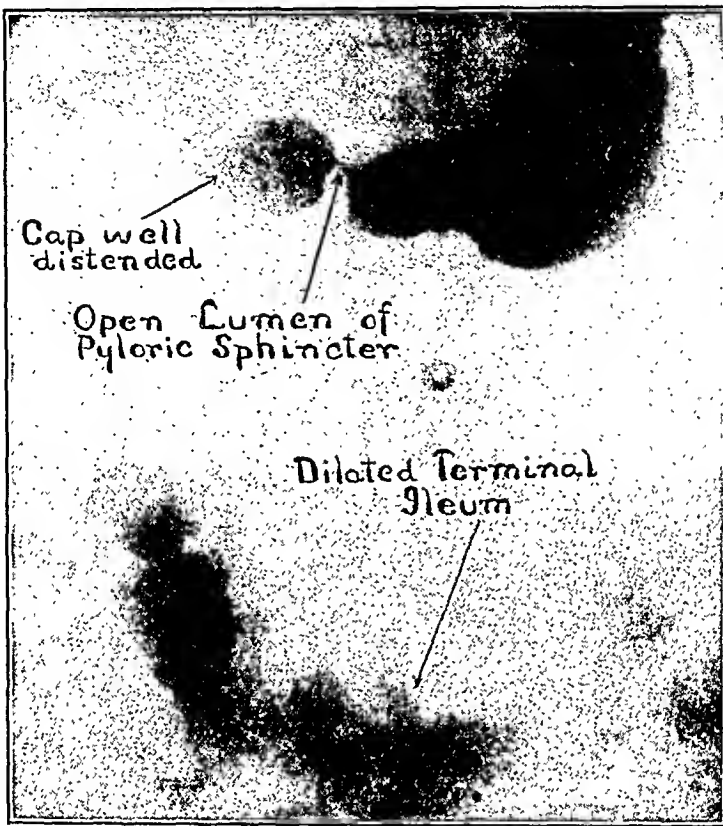 Cap well
distended
Open Lumen of
Pyloric Sphincter
Dilated Terminal
Ileum